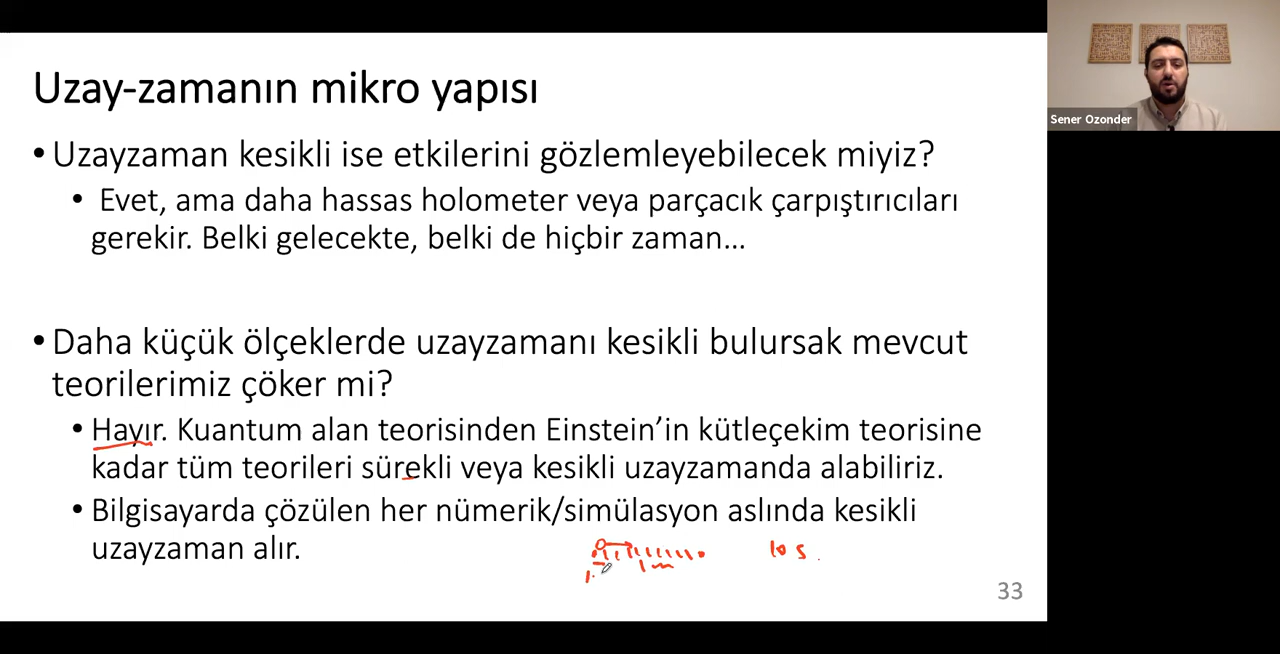 Uzay-zamanın mikro yapısı
• Uzayzaman kesikli ise etkilerini gözlemleyebilecek miyiz?
• Evet, ama daha hassas holometer veya parçacık çarpıştırıcıları
gerekir. Belki gelecekte, belki de hiçbir zaman...
• Daha küçük ölçeklerde uzayzamanı kesikli bulursak mevcut
teorilerimiz çöker mi?
• Hayır. Kuantum alan teorisinden Einstein’in kütleçekim teorisine
kadar tüm teorileri sürekli veya kesikli uzayzamanda alabiliriz.
• Bilgisayarda çözülen her nümerik/simülasyon aslında kesikli
uzayzaman alır.
1m
10 s
33
Sener Ozonder